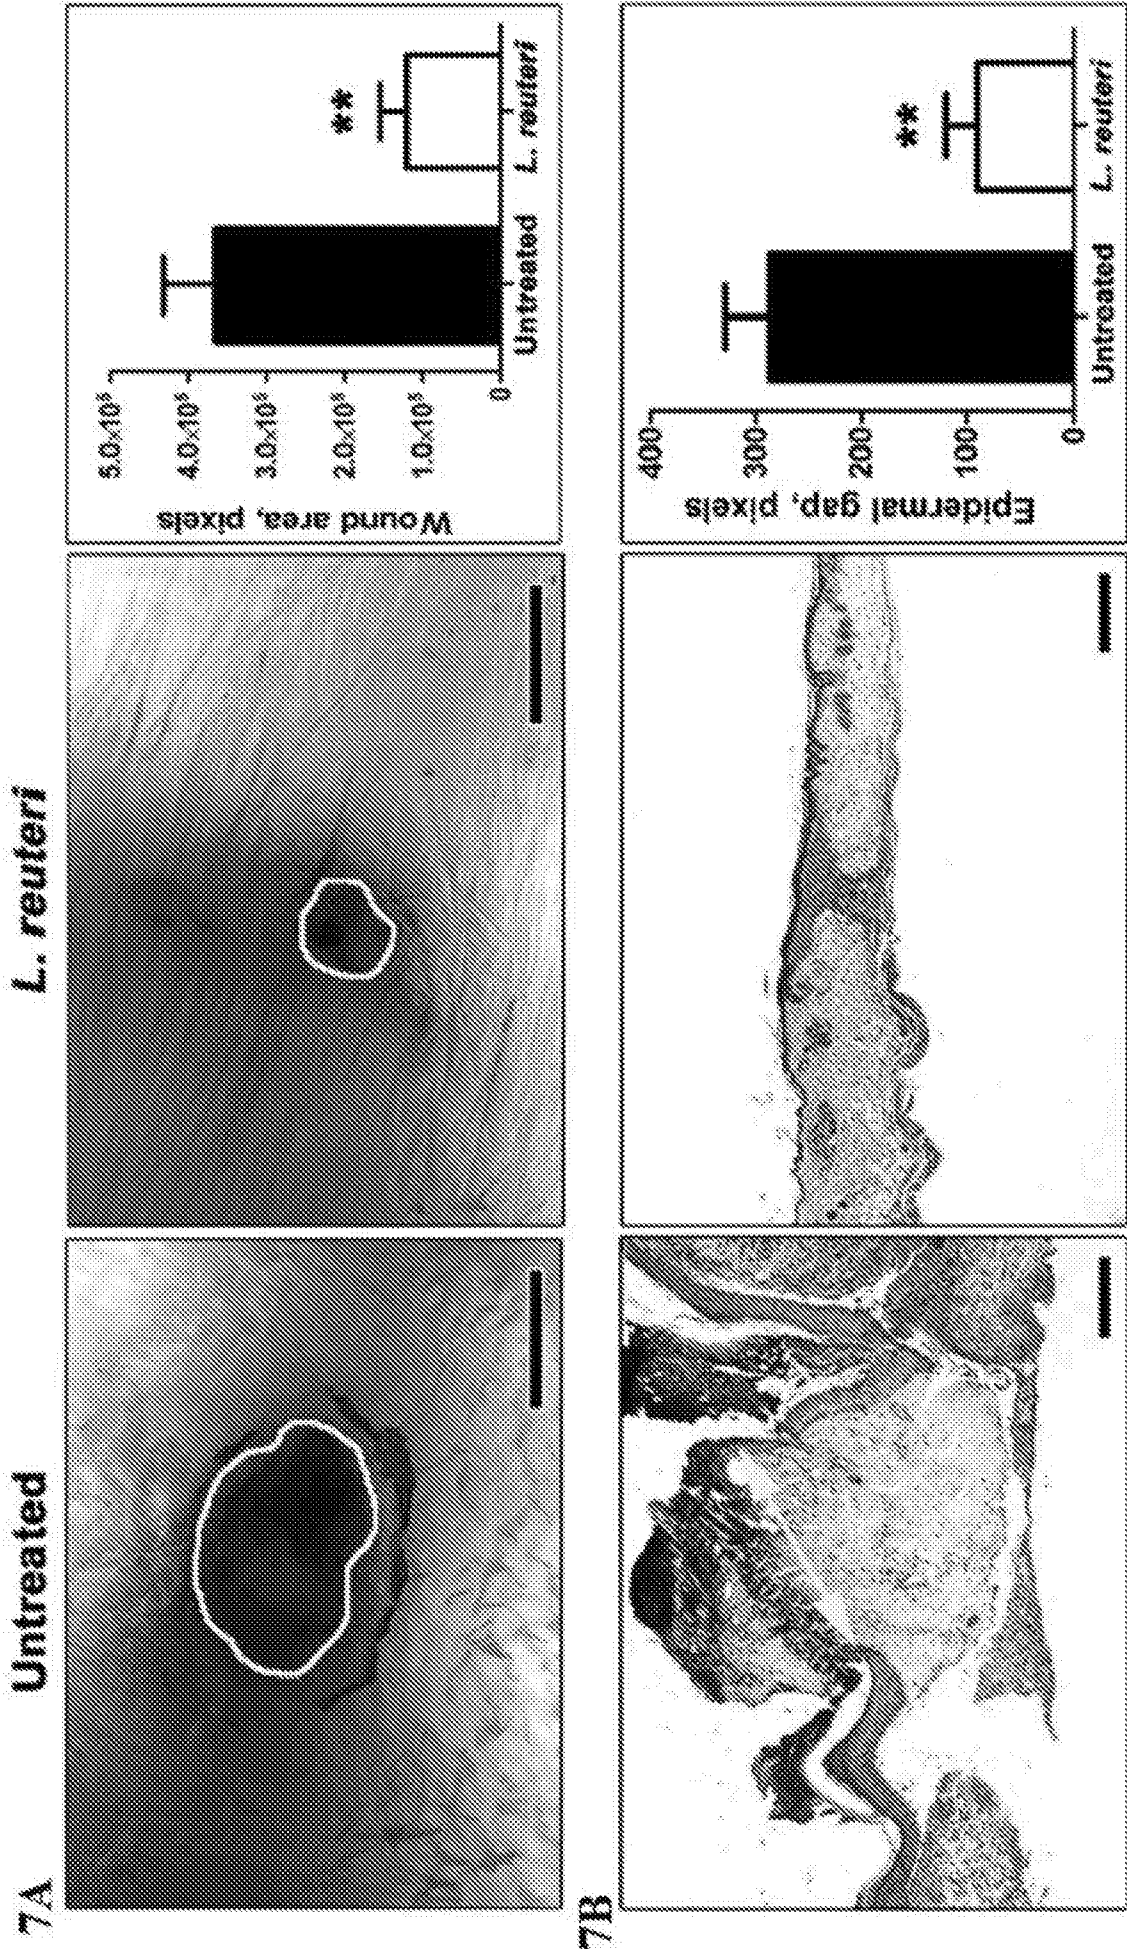 Untreated
L. reuteri
7A
Wound area, pixels
5.0×10⁵
4.0×10⁵
3.0×10⁵
2.0×10⁵
1.0×10⁵
0
**
Untreated
L. reuteri
7B
Epidermal gap, pixels
400
300
200
100
0
**
Untreated
L. reuteri